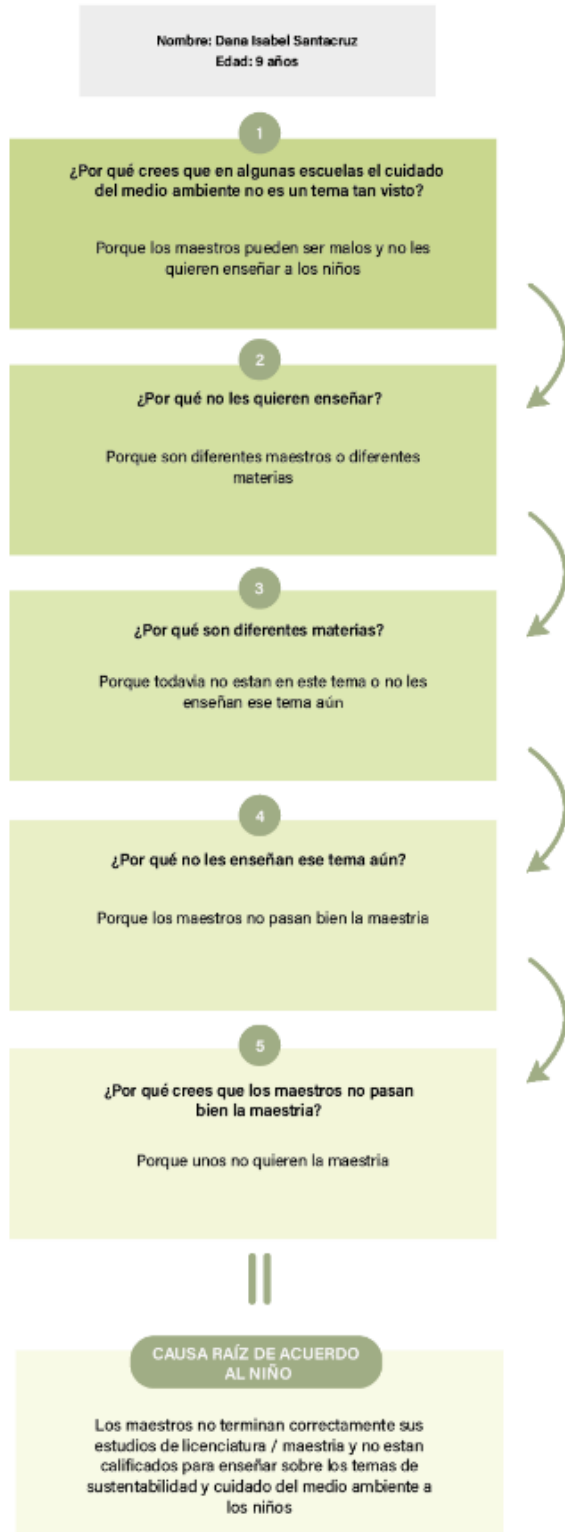 Nombre: Dana Isabel Santacruz
Edad: 9 años
1
¿Por qué crees que en algunas escuelas el cuidado
del medio ambiente no es un tema tan visto?
Porque los maestros pueden ser malos y no les
quieren enseñar a los niños
2
¿Por qué no les quieren enseñar?
Porque son diferentes maestros o diferentes
materias
3
¿Por qué son diferentes materias?
Porque todavia no estan en este tema o no les
enseñan ese tema aún
4
¿Por qué no les enseñan ese tema aún?
Porque los maestros no pasan bien la maestria
5
¿Por qué crees que los maestros no pasan
bien la maestria?
Porque unos no quieren la maestria
CAUSA RAÍZ DE ACUERDO
AL NIÑO
Los maestros no terminan correctamente sus
estudios de licenciatura / maestria y no estan
calificados para enseñar sobre los temas de
sustentabilidad y cuidado del medio ambiente a
los niños